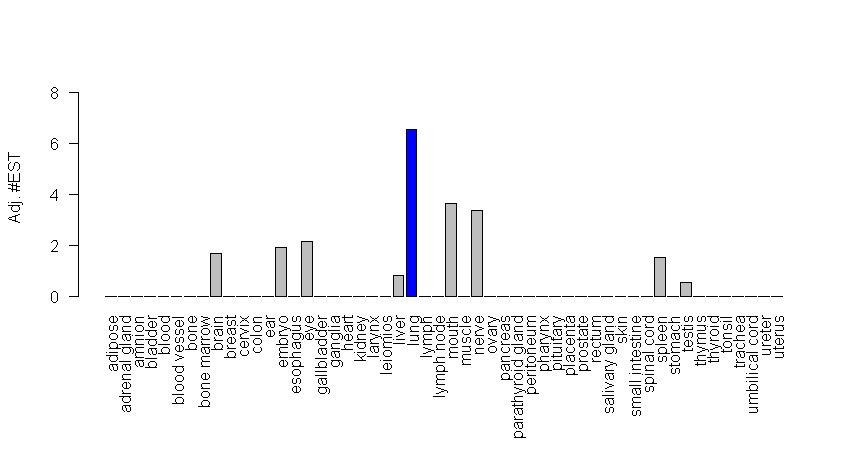 Adj. #EST
8
6
4
2
0
adipose
adrenal gland
amnion
bladder
blood
blood vessel
bone
bone marrow
brain
breast
cervix
colon
ear
embryo
esophagus
eye
gallbladder
ganglia
heart
kidney
larynx
leiomios
liver
lung
lymph
lymph node
mouth
muscle
nerve
ovary
pancreas
parathyroid gland
peritoneum
pharynx
pituitary
placenta
prostate
rectum
salivary gland
skin
small intestine
spinal cord
spleen
stomach
testis
thymus
thyroid
tonsil
trachea
umbilical cord
ureter
uterus